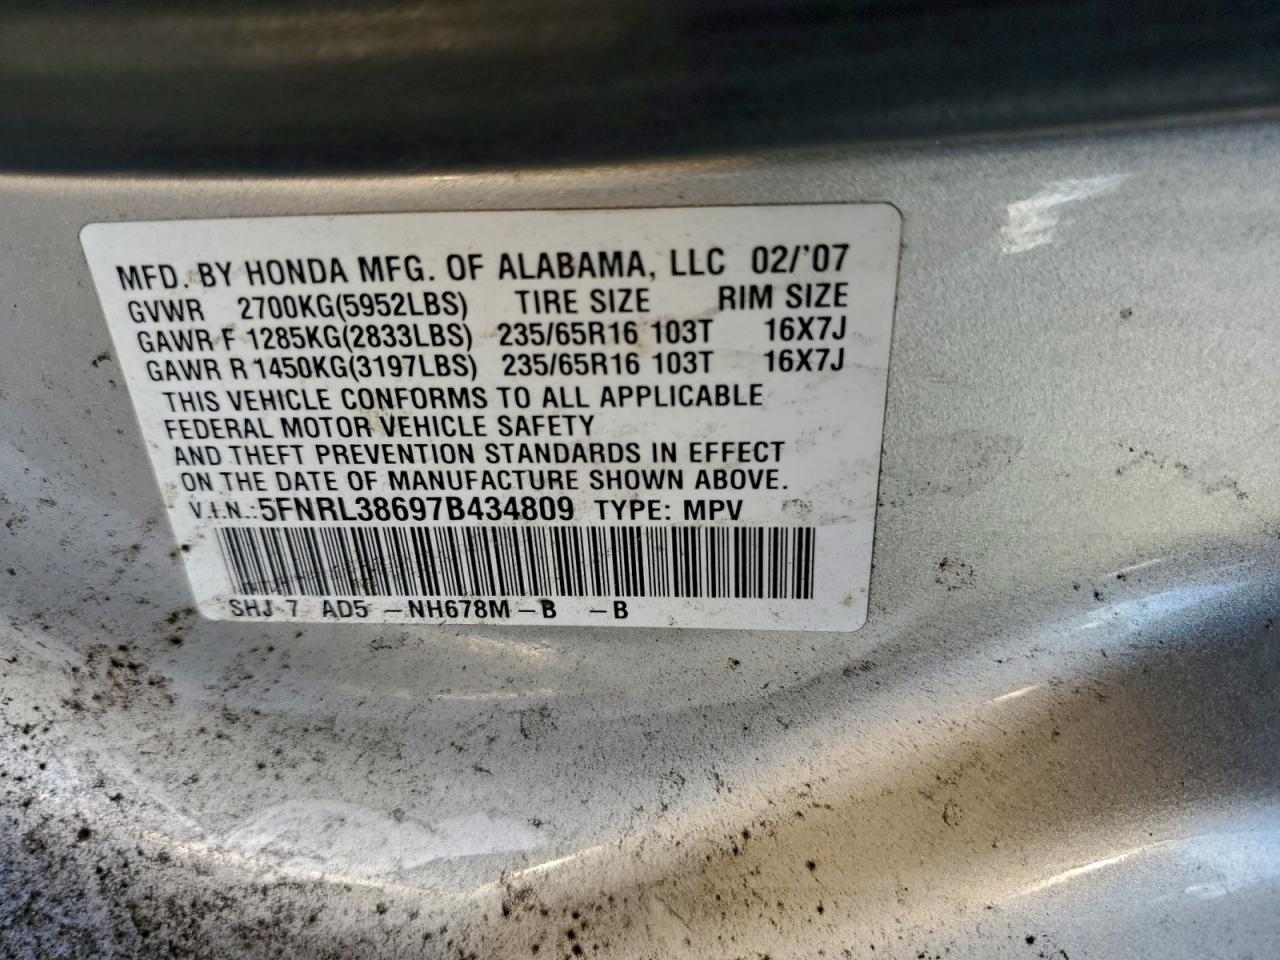 MFD. BY HONDA MFG. OF ALABAMA, LLC 02/'07
GVWR 2700KG(5952LBS) TIRE SIZE RIM SIZE
GAWR F 1285KG(2833LBS) 235/65R16 103T 16X7J
GAWR R 1450KG(3197LBS) 235/65R16 103T 16X7J
THIS VEHICLE CONFORMS TO ALL APPLICABLE
FEDERAL MOTOR VEHICLE SAFETY
AND THEFT PREVENTION STANDARDS IN EFFECT
ON THE DATE OF MANUFACTURE SHOWN ABOVE.
V.I.N.:5FNRL38697B434809 TYPE: MPV
SHJ 7 AD5 -NH678M-B -B